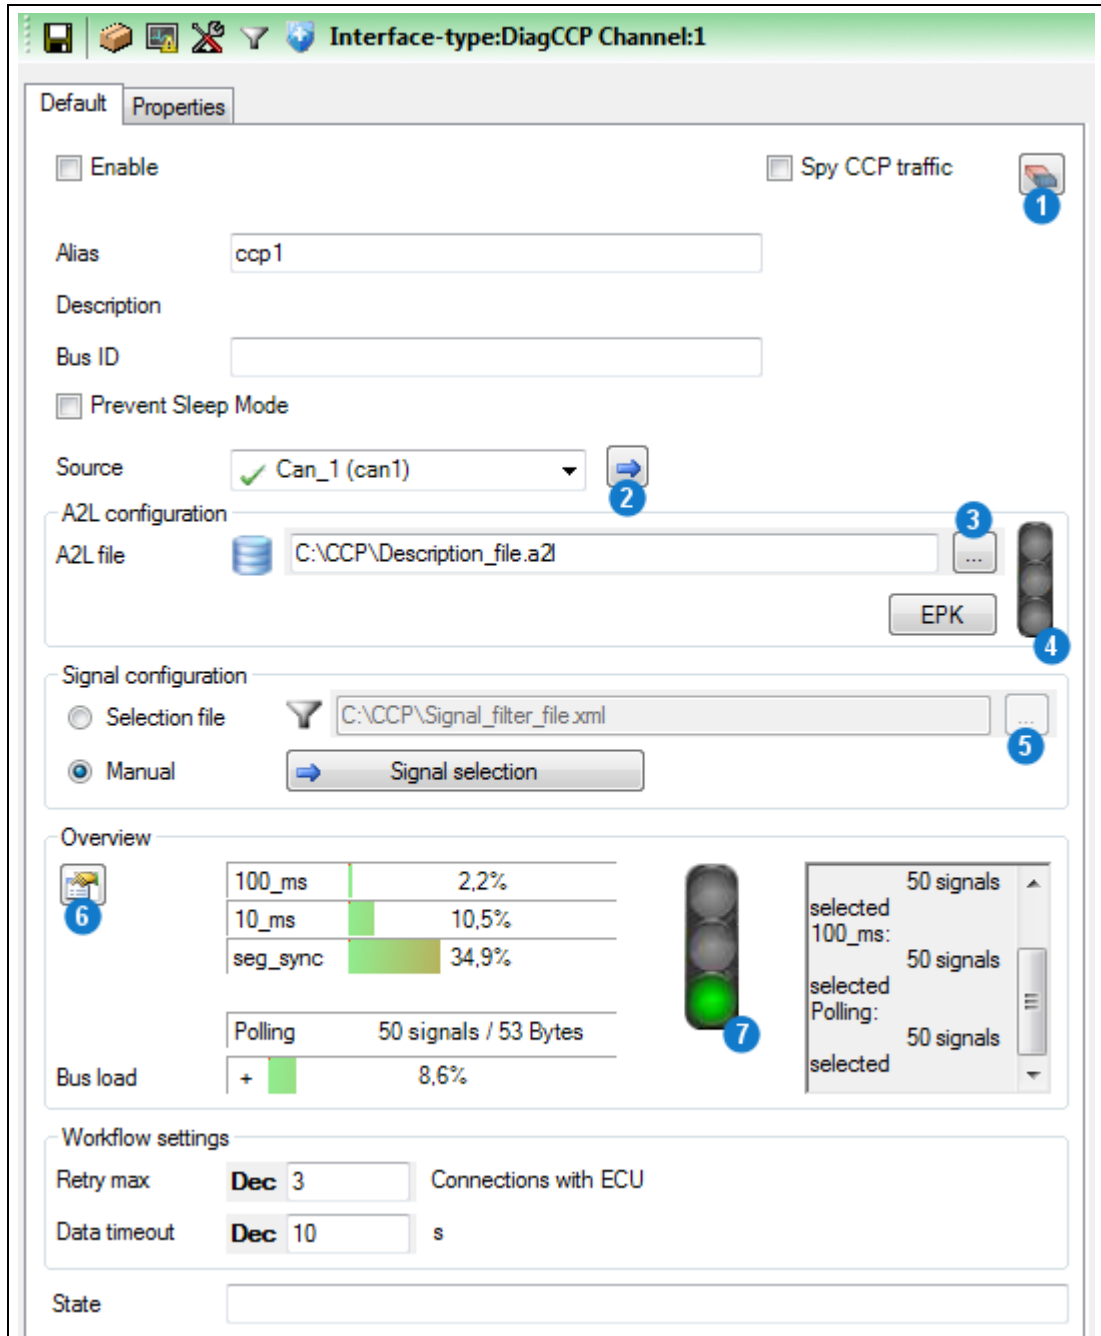 Interface-type:DiagCCP Channel:1
Default Properties
Enable Spy CCP traffic
1
Alias ccp1
Description
Bus ID
Prevent Sleep Mode
Source Can_1 (can1)
2
A2L configuration
3
A2L file C:\CCP\Description_file.a2l ...
EPK
4
Signal configuration
Selection file C:\CCP\Signal_filter_file.xml ...
5
Manual Signal selection
Overview
6
100_ms 2,2%
10_ms 10,5%
seg_sync 34,9%
Polling 50 signals / 53 Bytes
Bus load + 8,6%
7
50 signals
selected
100_ms:
50 signals
selected
Polling:
50 signals
selected
Workflow settings
Retry max Dec 3 Connections with ECU
Data timeout Dec 10 s
State